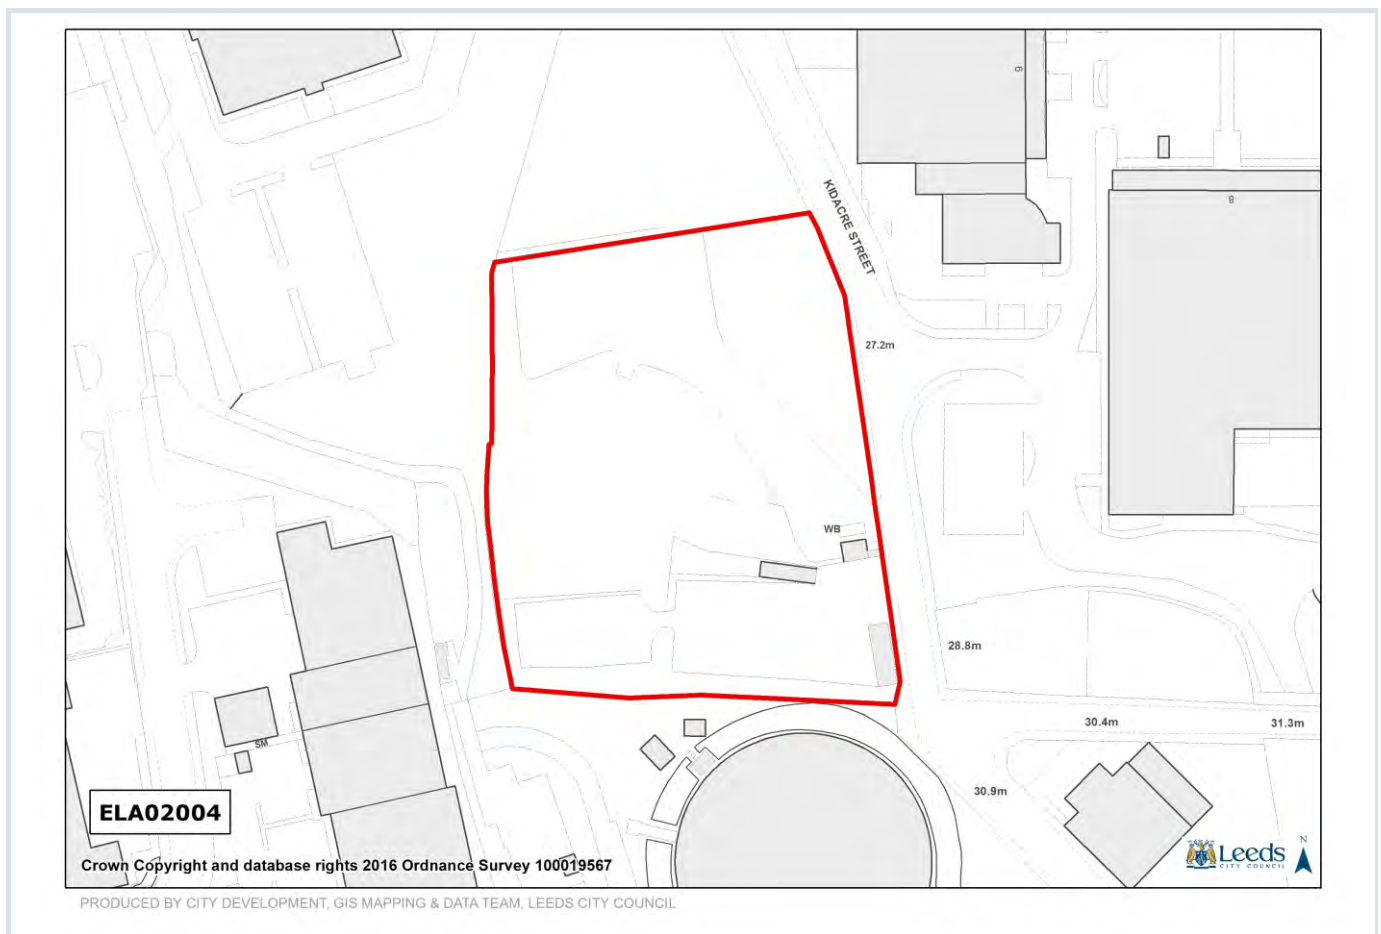 6
8
KIDACRE STREET
27.2m
WB
28.8m
30.4m
31.3m
SM
30.9m
ELA02004
Leeds
CITY COUNCIL
N
Crown Copyright and database rights 2016 Ordnance Survey 100019567
PRODUCED BY CITY DEVELOPMENT, GIS MAPPING & DATA TEAM, LEEDS CITY COUNCIL